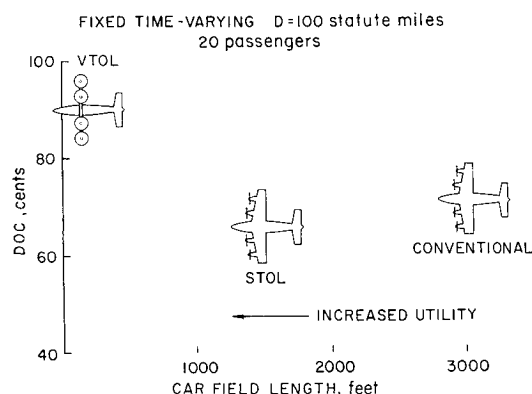 FIXED TIME-VARYING D=100 statute miles
20 passengers
100
VTOL
80
DOC, cents
CONVENTIONAL
60
STOL
INCREASED UTILITY
40
1000 2000 3000
CAR FIELD LENGTH, feet